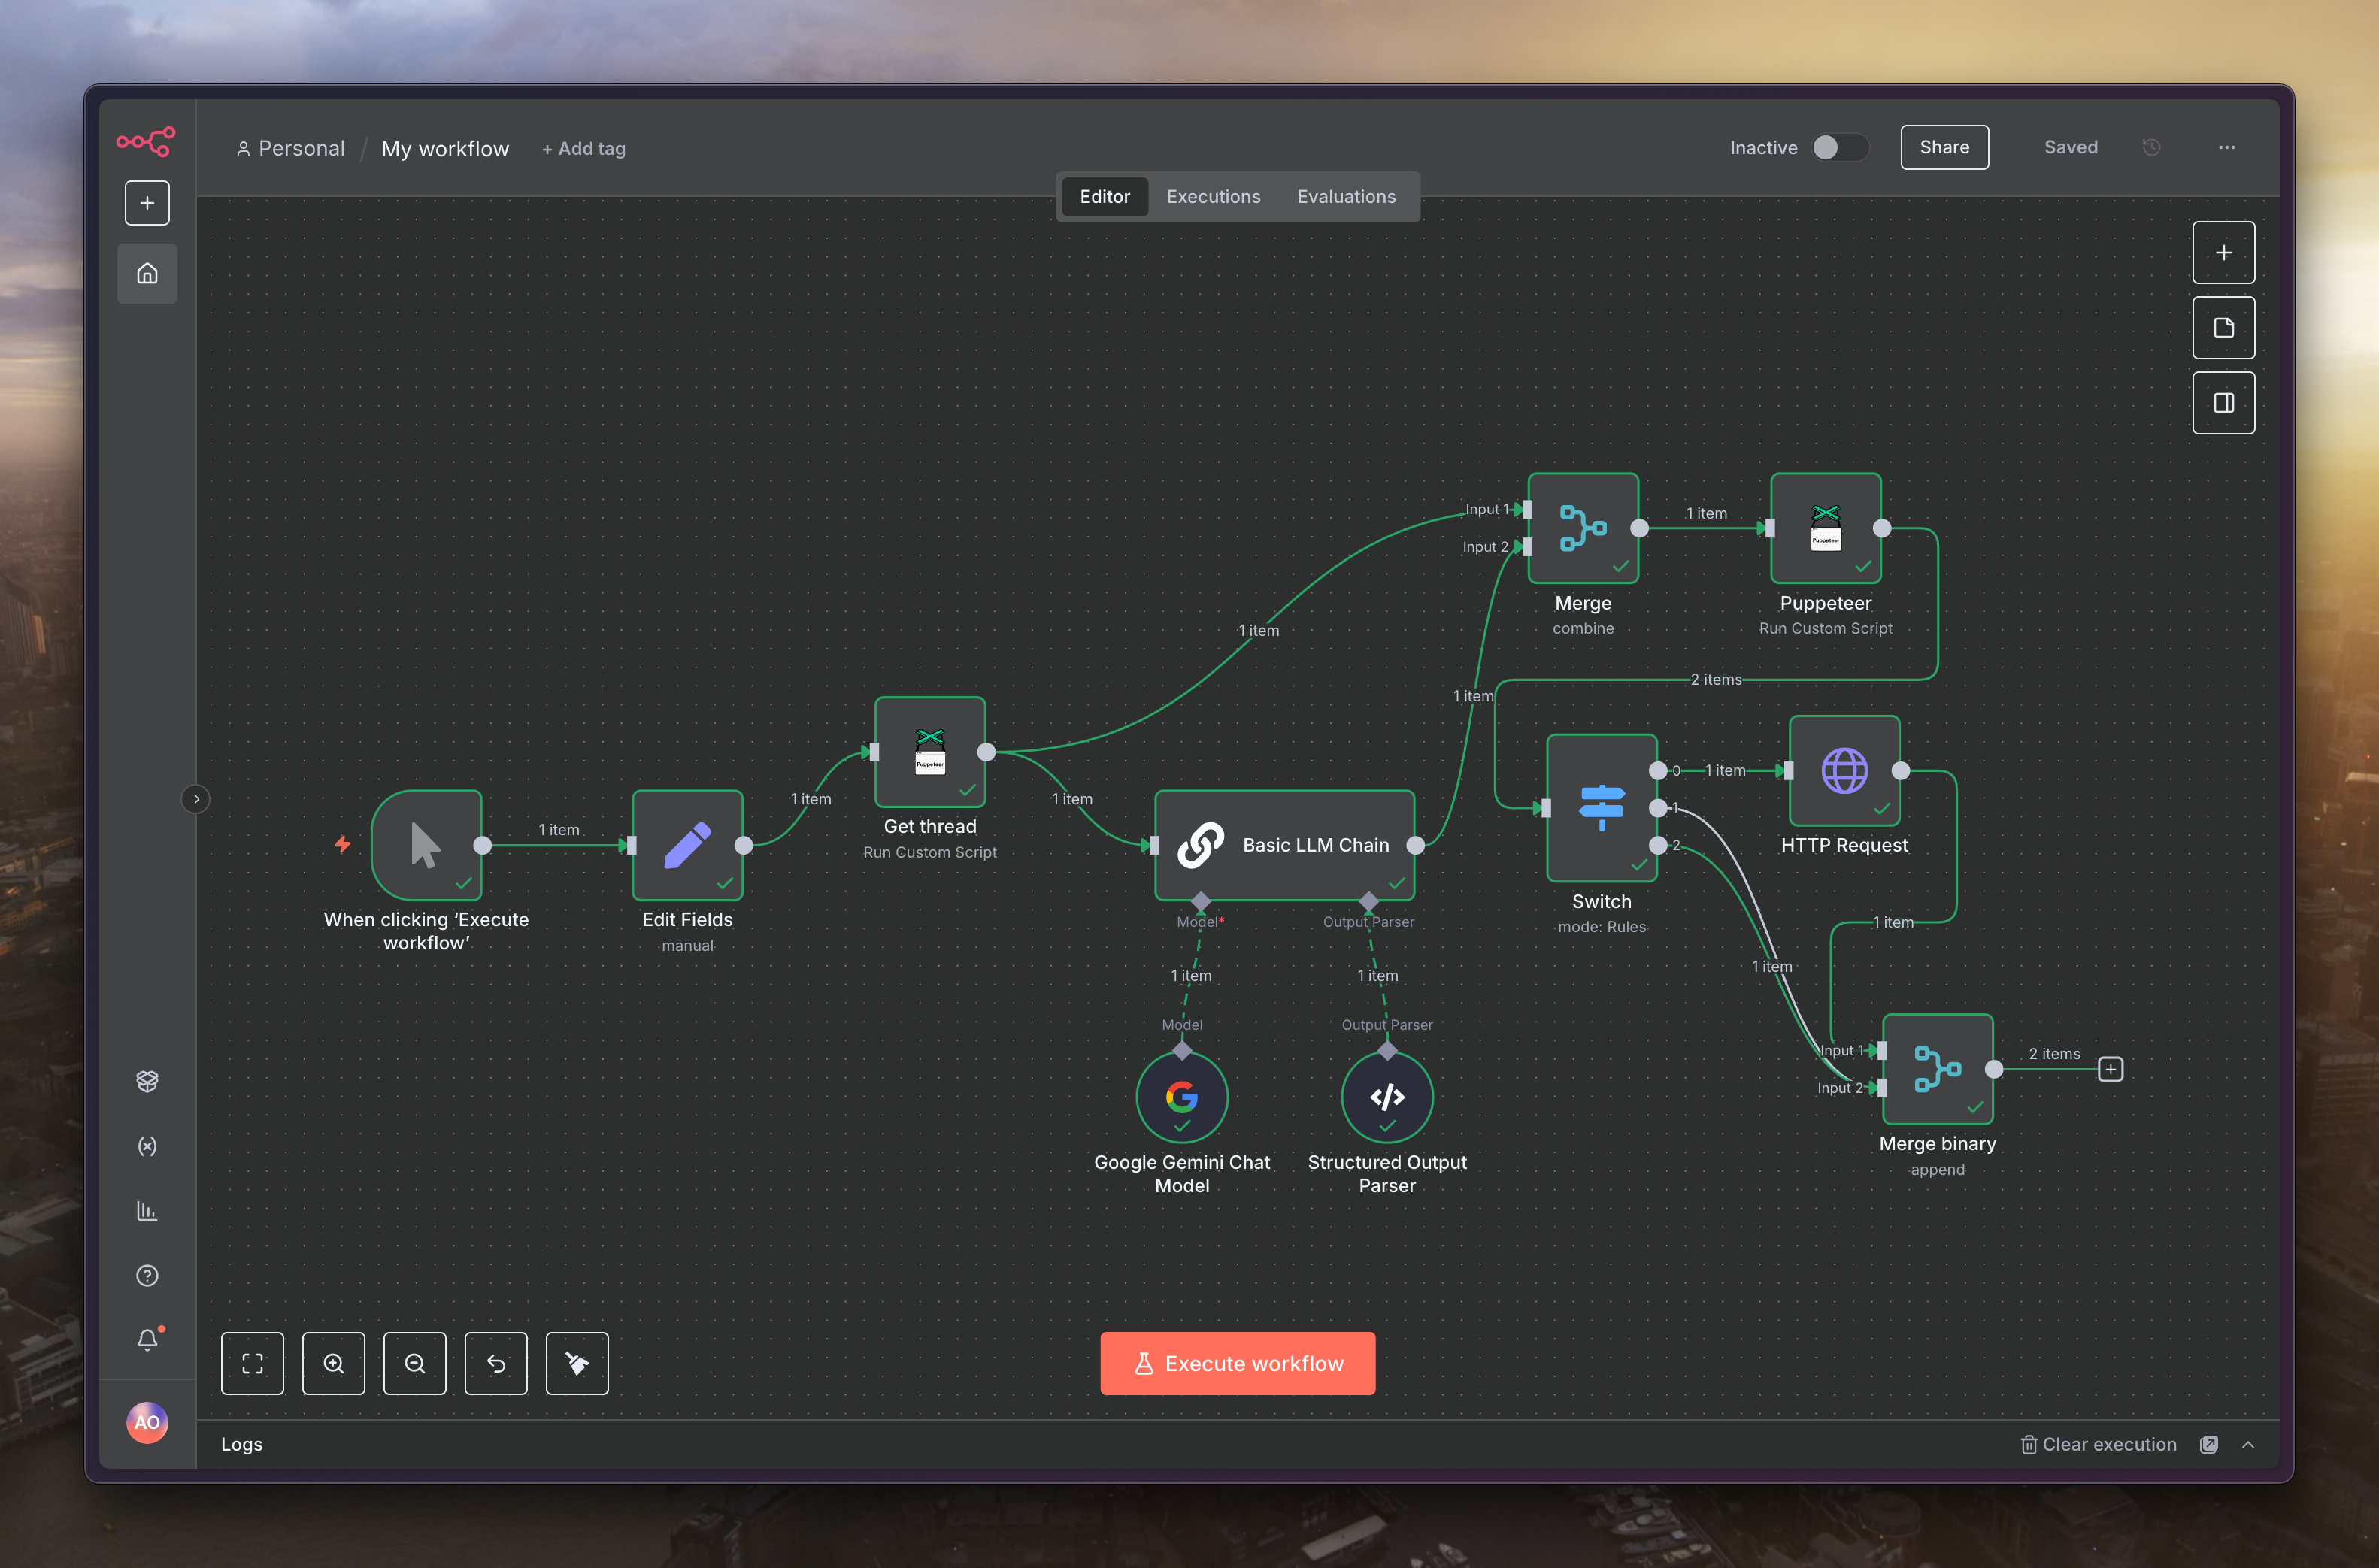 Personal / My workflow + Add tag
Inactive
Share
Saved
Editor
Executions
Evaluations
Input 1
Input 2
1 item
Puppeteer
Merge
combine
Puppeteer
Run Custom Script
1 item
1 item
2 items
Puppeteer
Get thread
Run Custom Script
1 item
1 item
1 item
When clicking ‘Execute
workflow’
Edit Fields
manual
Basic LLM Chain
Model*
Output Parser
1 item
1 item
Model
Output Parser
Google Gemini Chat
Model
Structured Output
Parser
0
1 item
1
2
Switch
mode: Rules
HTTP Request
1 item
1 item
Input 1
Input 2
2 items
Merge binary
append
Execute workflow
AO
Logs
Clear execution